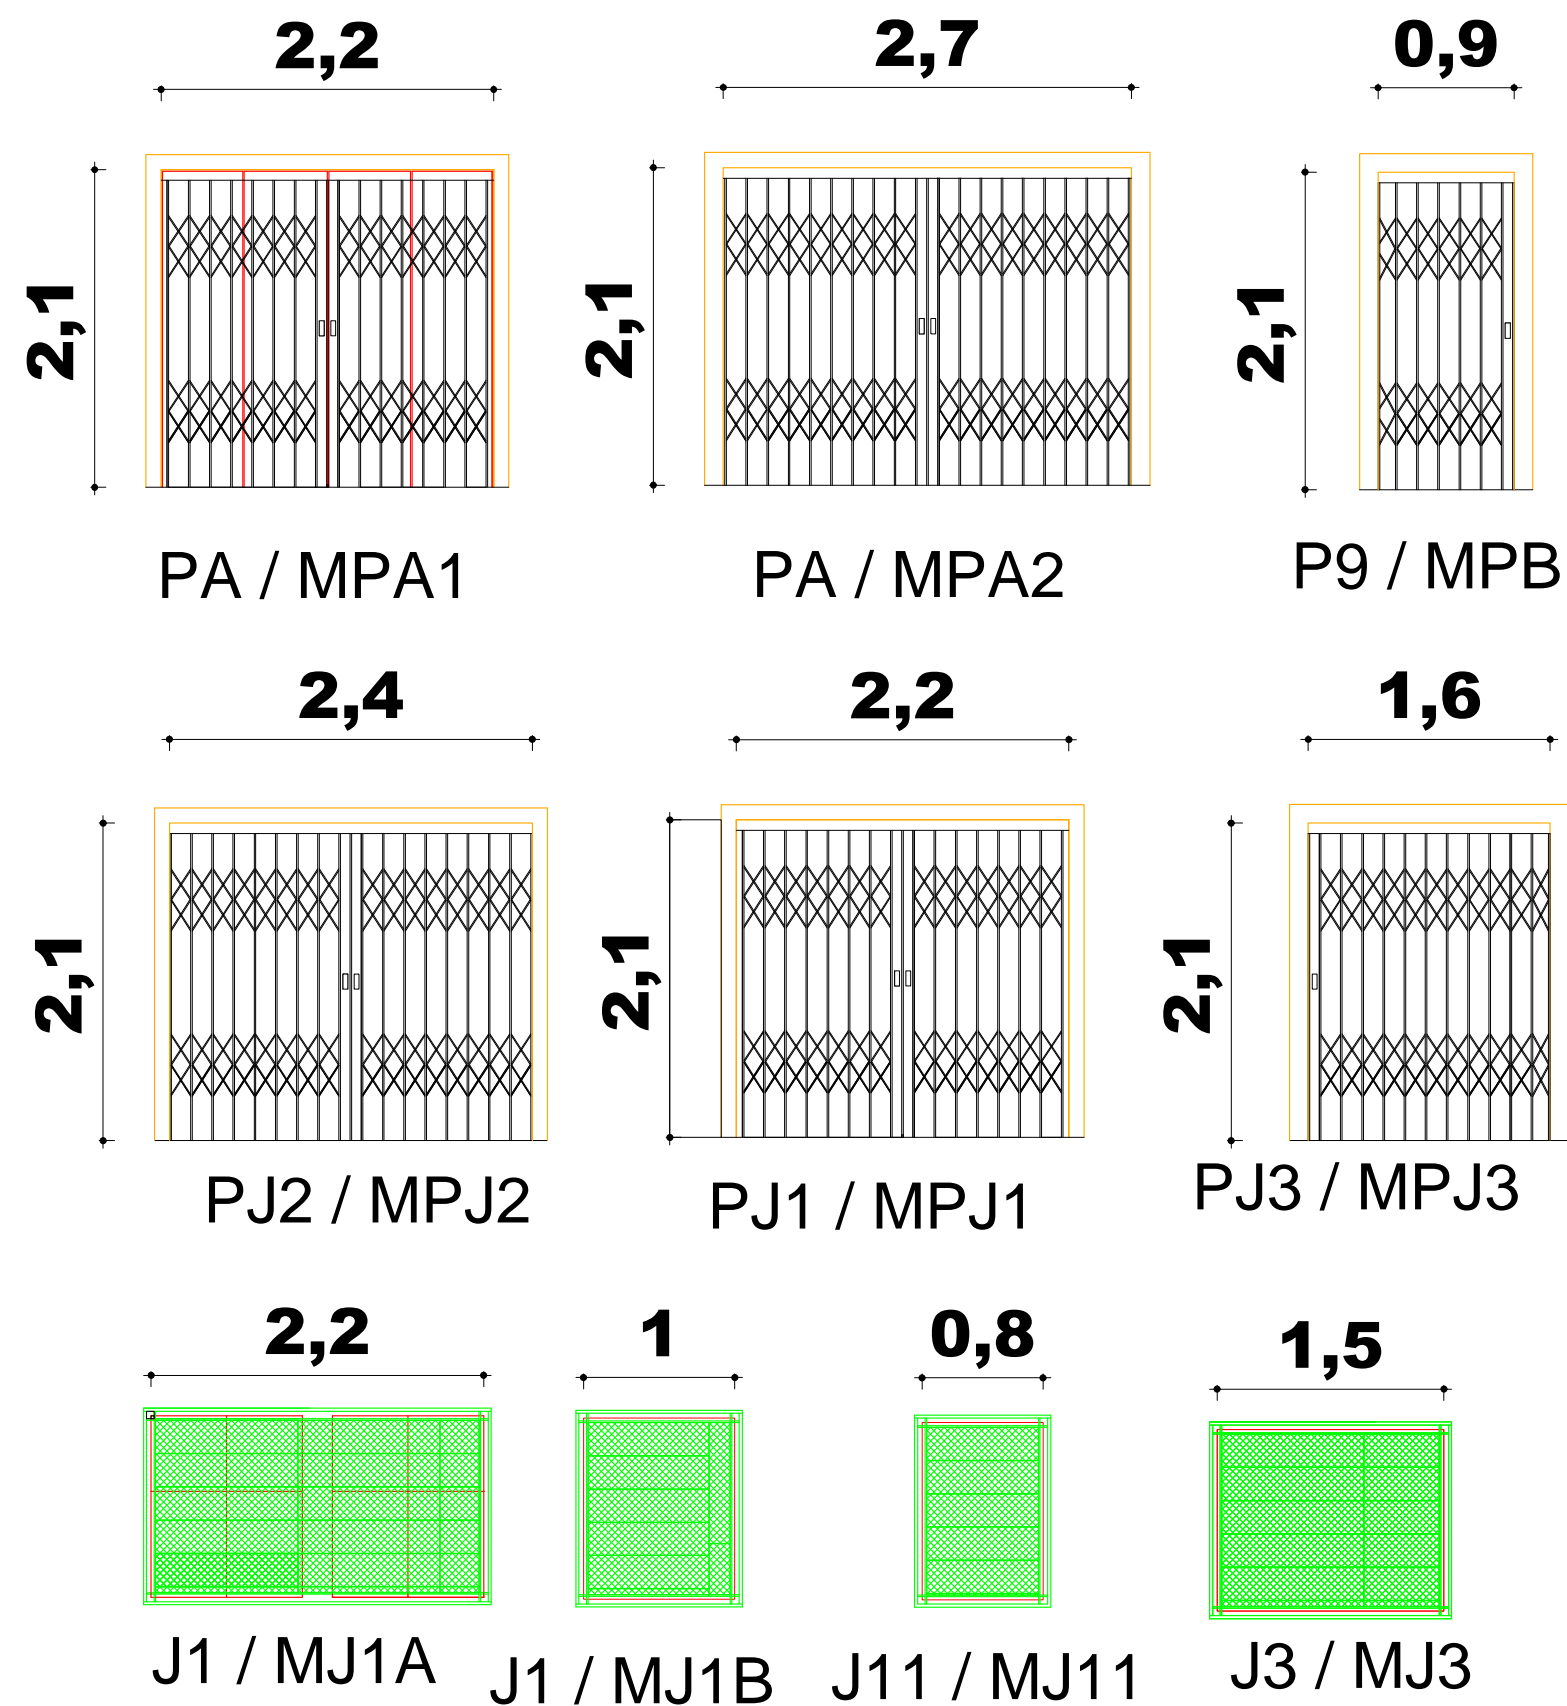 2,2
2,7
0,9
2,1
2,1
2,1
PA / MPA1
PA / MPA2
P9 / MPB
2,4
2,2
1,6
2,1
2,1
2,1
PJ2 / MPJ2
PJ1 / MPJ1
PJ3 / MPJ3
2,2
1
0,8
1,5
J1 / MJ1A
J1 / MJ1B
J11 / MJ11
J3 / MJ3